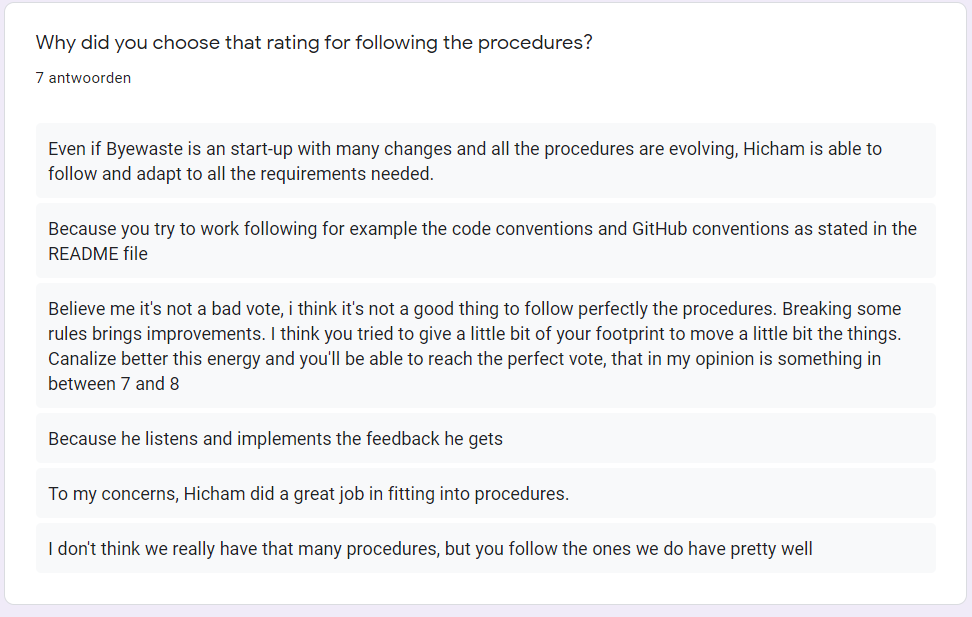 Why did you choose that rating for following the procedures?
7 antwoorden
Even if Byewaste is an start-up with many changes and all the procedures are evolving, Hicham is able to
follow and adapt to all the requirements needed.
Because you try to work following for example the code conventions and GitHub conventions as stated in the
README file
Believe me it's not a bad vote, i think it's not a good thing to follow perfectly the procedures. Breaking some
rules brings improvements. I think you tried to give a little bit of your footprint to move a little bit the things.
Canalize better this energy and you'll be able to reach the perfect vote, that in my opinion is something in
between 7 and 8
Because he listens and implements the feedback he gets
To my concerns, Hicham did a great job in fitting into procedures.
I don't think we really have that many procedures, but you follow the ones we do have pretty well